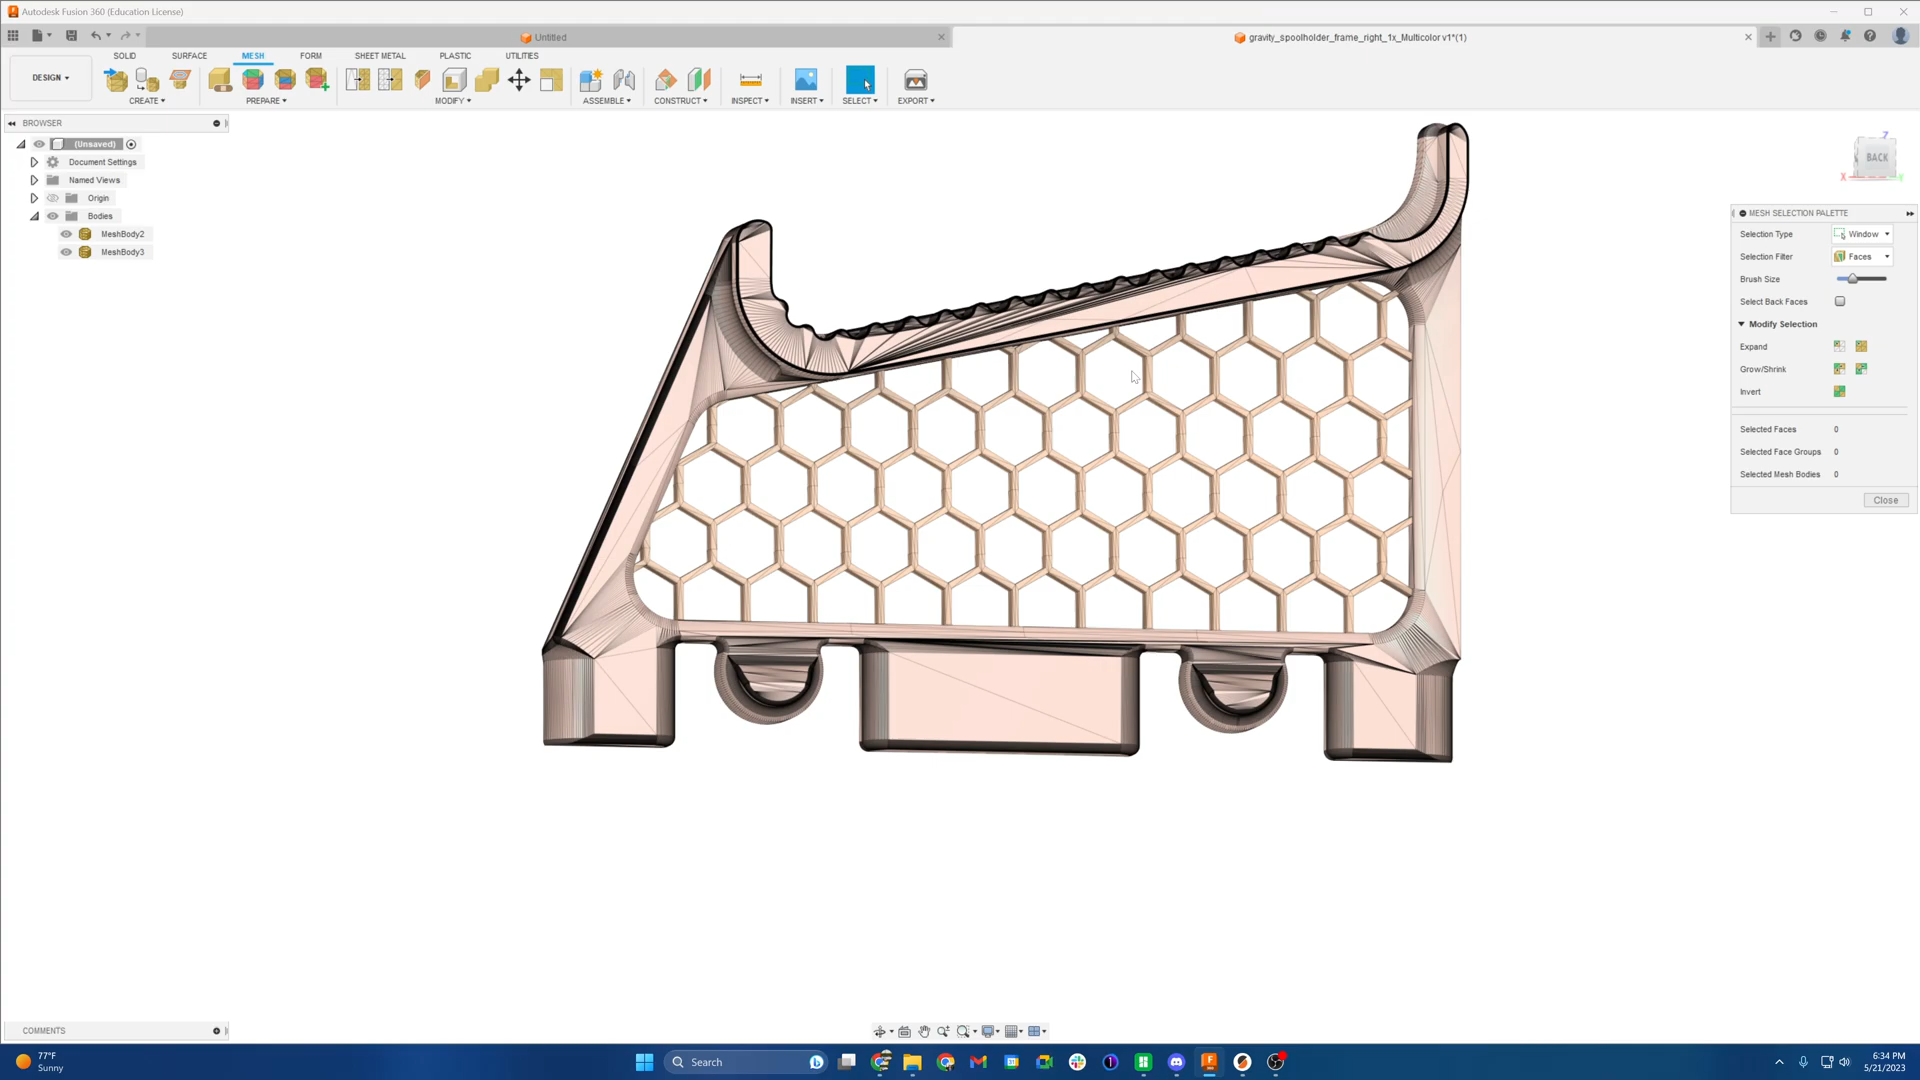 Autodesk Fusion 360 (Education License)
Untitled
gravity_spoolholder_frame_right_1x_Multicolor v1*(1)
SOLID
SURFACE
MESH
FORM
SHEET METAL
PLASTIC
UTILITIES
DESIGN
CREATE
PREPARE
MODIFY
ASSEMBLE
CONSTRUCT
INSPECT
INSERT
SELECT
EXPORT
BROWSER
(Unsaved)
Document Settings
Named Views
Origin
Bodies
MeshBody2
MeshBody3
Z
BACK
X
Y
MESH SELECTION PALETTE
Selection Type Window
Selection Filter Faces
Brush Size
Select Back Faces
Modify Selection
Expand
Grow/Shrink
Invert
Selected Faces 0
Selected Face Groups 0
Selected Mesh Bodies 0
Close
COMMENTS
77°F
Sunny
Search
6:34 PM
5/21/2023